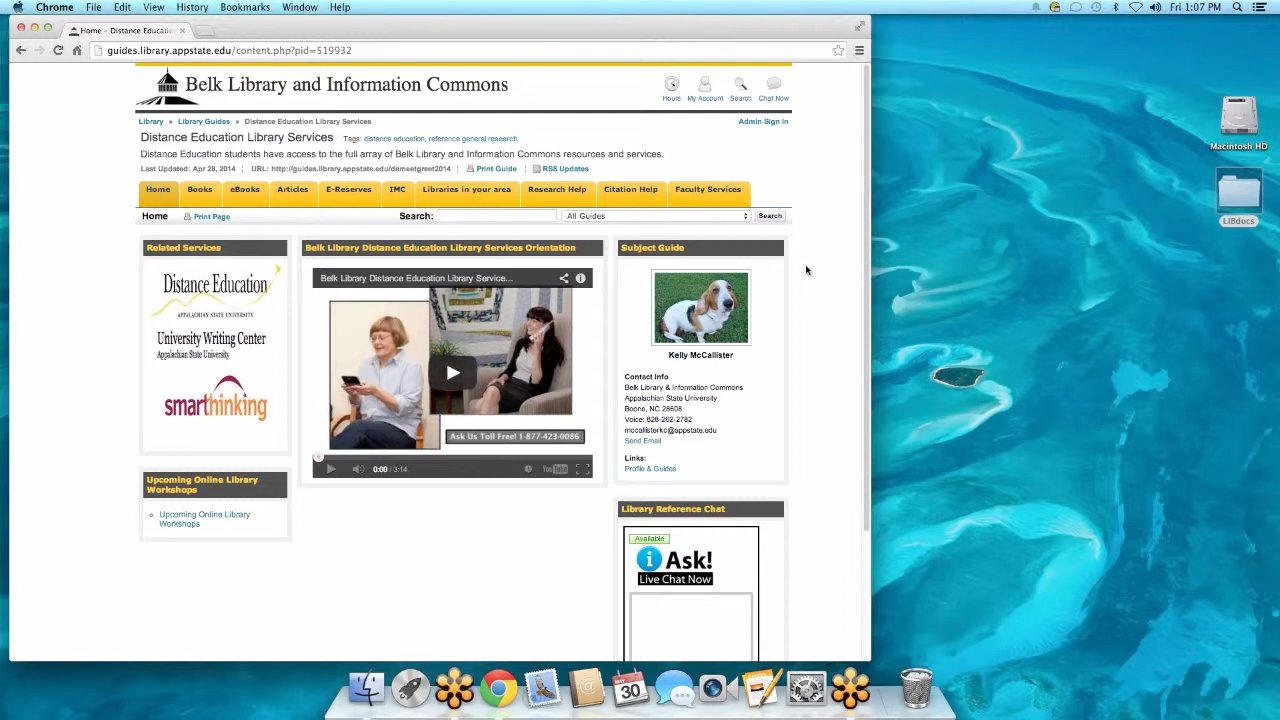 Chrome File Edit View History Bookmarks Window Help
Fri 1:07 PM
Home – Distance Educatio
guides.library.appstate.edu/content.php?pid=519932
Belk Library and Information Commons
Hours My Account Search Chat Now
Library » Library Guides » Distance Education Library Services
Admin Sign In
Distance Education Library Services Tags: distance education, reference general research
Distance Education students have access to the full array of Belk Library and Information Commons resources and services.
Last Updated: Apr 28, 2014 URL: http://guides.library.appstate.edu/demeetgreet2014 Print Guide RSS Updates
Home Books eBooks Articles E-Reserves IMC Libraries in your area Research Help Citation Help Faculty Services
Home Print Page Search: All Guides Search
Related Services
Distance Education
APPALACHIAN STATE UNIVERSITY
University Writing Center
Appalachian State University
smarthinking
Upcoming Online Library
Workshops
Upcoming Online Library
Workshops
Belk Library Distance Education Library Services Orientation
Belk Library Distance Education Library Service...
Ask Us Toll Free! 1-877-423-0086
0:00 / 3:14
YouTube
Subject Guide
Kelly McCallister
Contact Info
Belk Library & Information Commons
Appalachian State University
Boone, NC 28608
Voice: 828-262-2782
mccallisterkc@appstate.edu
Send Email
Links:
Profile & Guides
Library Reference Chat
Available
i Ask!
Live Chat Now
Macintosh HD
LIBdocs
MAY
30